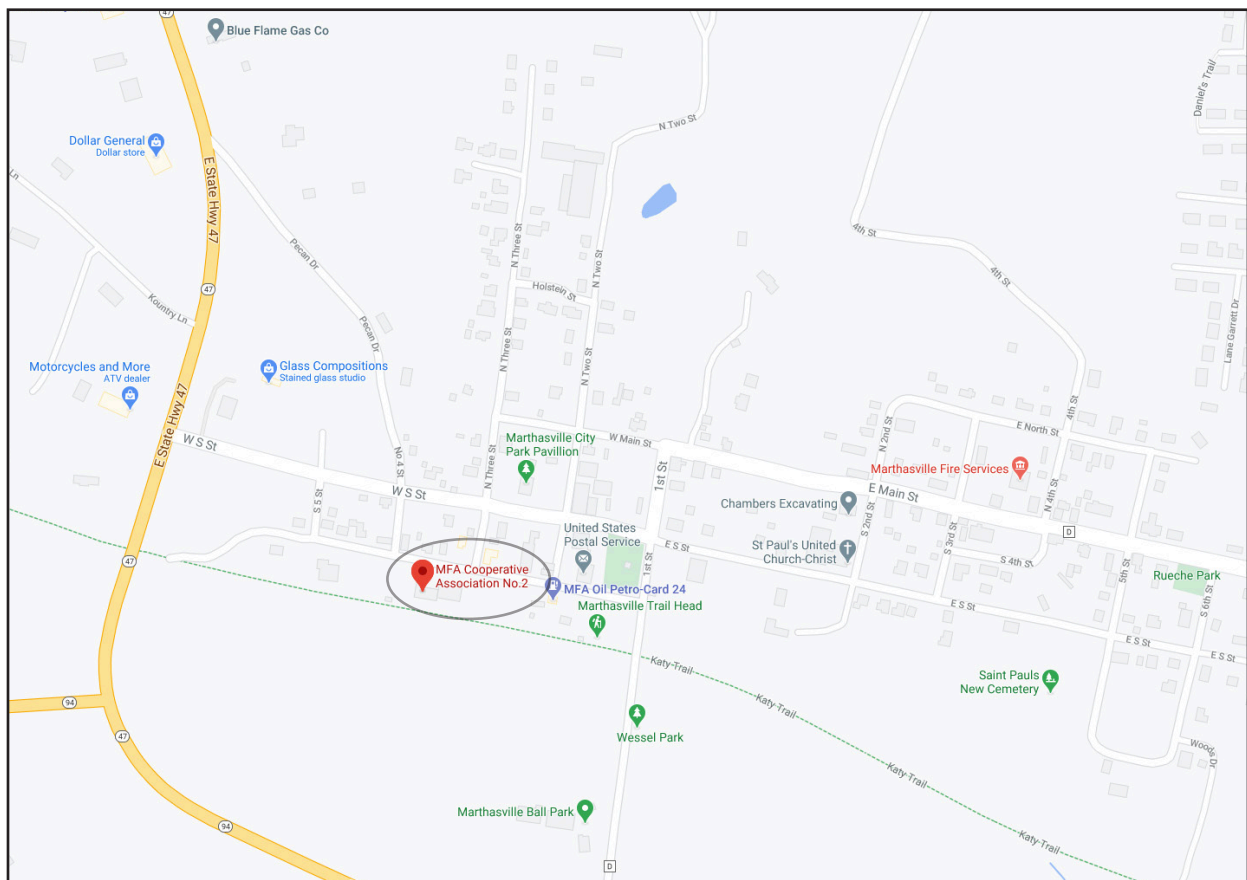 47
Blue Flame Gas Co
Daniel's Trail
N Two St
Dollar General
Dollar store
E State Hwy 47
Ln
4th St
Pecan Dr
N Three St
N Two St
4th St
47
Holstein St
Kountry Ln
Pecan Dr
Lane Garrett Dr
N Three St
N Two St
Motorcycles and More
ATV dealer
Glass Compositions
Stained glass studio
E State Hwy 47
4th St
N 2nd St
E North St
W S St
W Main St
Marthasville City
Park Pavillion
No 4 St
N Three St
1st St
Marthasville Fire Services
W S St
E Main St
S 5 St
Chambers Excavating
N 4th St
S 2nd St
D
United States
Postal Service
E S St
St Paul's United
Church-Christ
S 3rd St
S 4th St
47
MFA Cooperative
Association No.2
1st St
5th St
Rueche Park
MFA Oil Petro-Card 24
S 6th St
Marthasville Trail Head
E S St
E S St
E S St
Katy Trail
Saint Pauls
New Cemetery
94
Katy Trail
47
Wessel Park
Woods Dr
Katy Trail
Marthasville Ball Park
94
Katy Trail
D